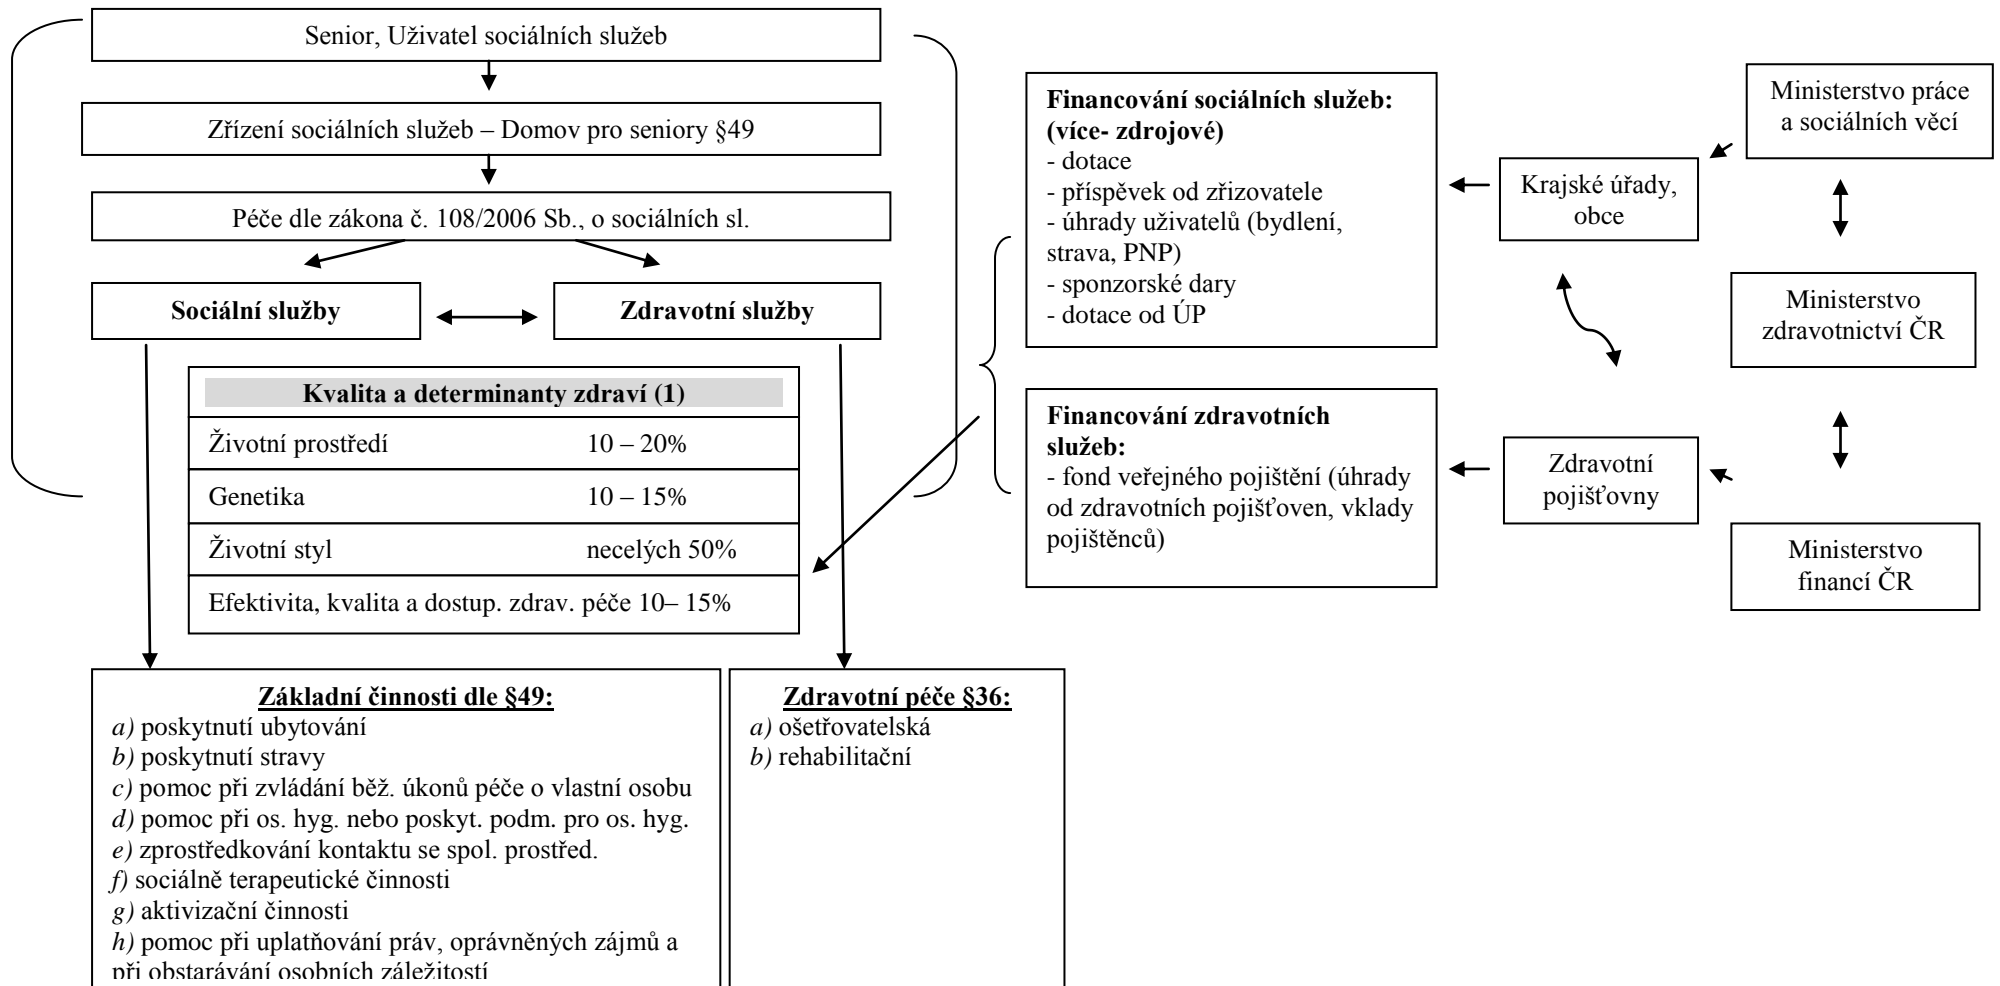 Senior, Uživatel sociálních služeb
Zřízení sociálních služeb – Domov pro seniory §49
Péče dle zákona č. 108/2006 Sb., o sociálních sl.
Sociální služby
Zdravotní služby
Kvalita a determinanty zdraví (1)
Životní prostředí 10 – 20%
Genetika 10 – 15%
Životní styl necelých 50%
Efektivita, kvalita a dostup. zdrav. péče 10– 15%
Základní činnosti dle §49:
a) poskytnutí ubytování
b) poskytnutí stravy
c) pomoc při zvládání běž. úkonů péče o vlastní osobu
d) pomoc při os. hyg. nebo poskyt. podm. pro os. hyg.
e) zprostředkování kontaktu se spol. prostřed.
f) sociálně terapeutické činnosti
g) aktivizační činnosti
h) pomoc při uplatňování práv, oprávněných zájmů a
při obstarávání osobních záležitostí
Zdravotní péče §36:
a) ošetřovatelská
b) rehabilitační
Financování sociálních služeb:
(více- zdrojové)
- dotace
- příspěvek od zřizovatele
- úhrady uživatelů (bydlení,
strava, PNP)
- sponzorské dary
- dotace od ÚP
Financování zdravotních
služeb:
- fond veřejného pojištění (úhrady
od zdravotních pojišťoven, vklady
pojištěnců)
Krajské úřady,
obce
Zdravotní
pojišťovny
Ministerstvo práce
a sociálních věcí
Ministerstvo
zdravotnictví ČR
Ministerstvo
financí ČR